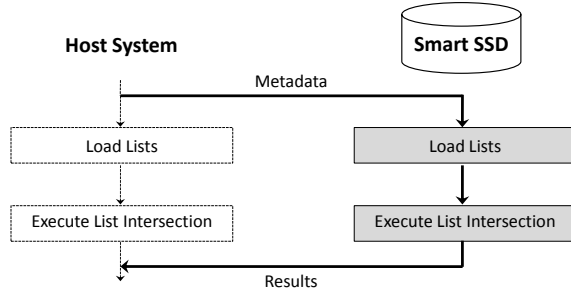 Host System
Smart SSD
Metadata
Load Lists
Load Lists
Execute List Intersection
Execute List Intersection
Results